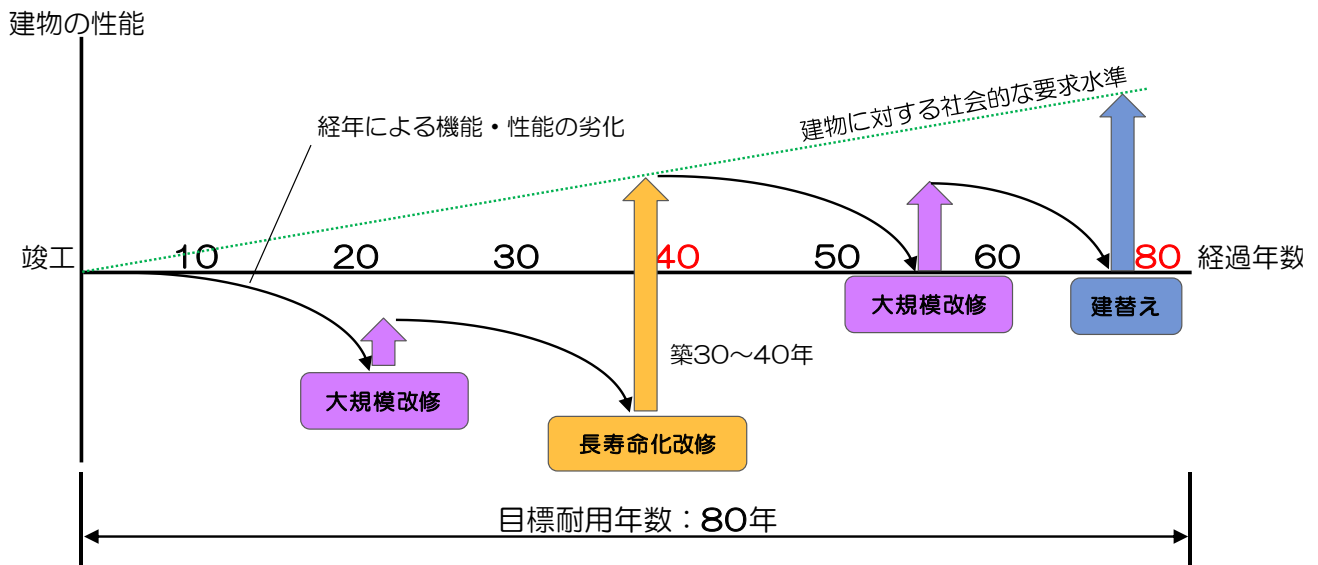 建物の性能
建物に対する社会的な要求水準
経年による機能・性能の劣化
竣工
10
20
30
40
50
60
80
経過年数
大規模改修
建替え
築30～40年
大規模改修
長寿命化改修
目標耐用年数：80年